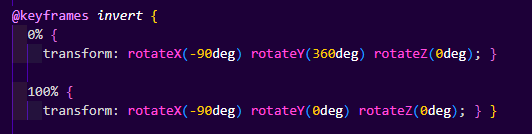 @keyframes invert {
0% {
transform: rotateX(-90deg) rotateY(360deg) rotateZ(0deg); }
100% {
transform: rotateX(-90deg) rotateY(0deg) rotateZ(0deg); } }